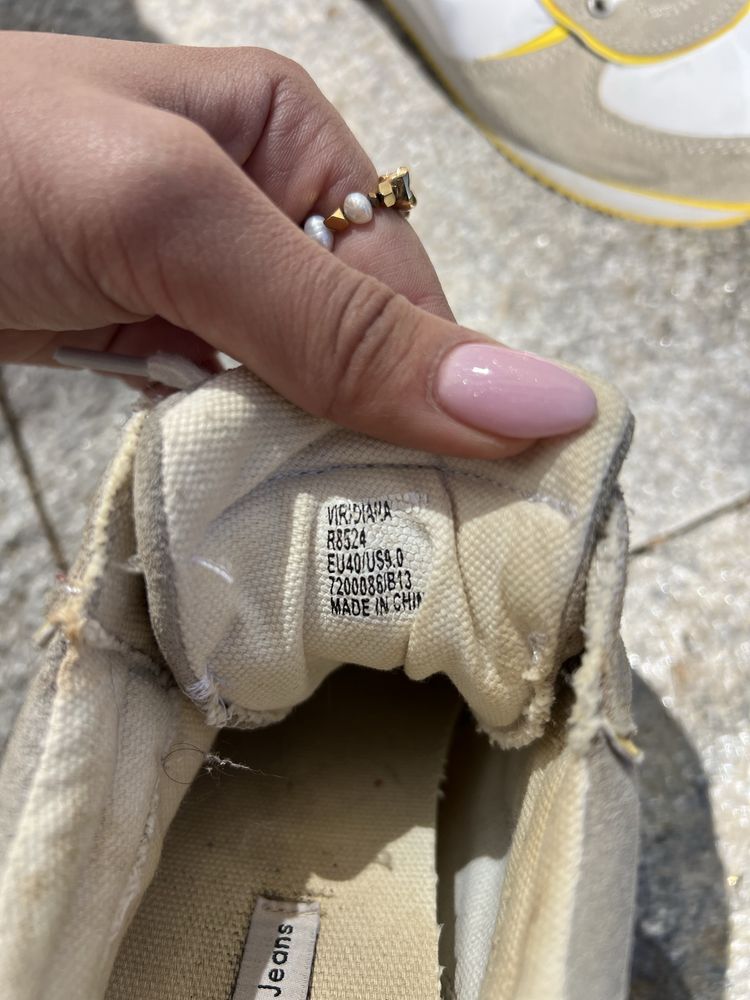 VIRIDIANA
R8524
EU40/US9.0
7200086/B13
MADE IN CHIN
Jeans